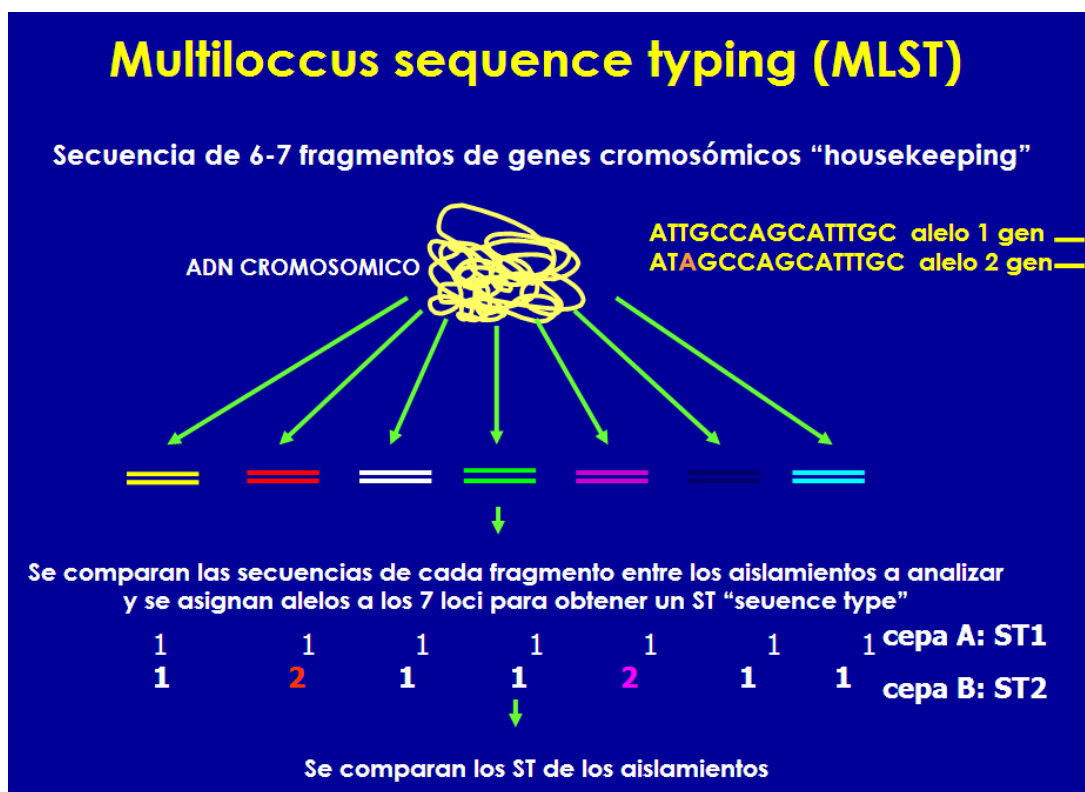 Multiloccus sequence typing (MLST)
Secuencia de 6-7 fragmentos de genes cromosómicos “housekeeping”
ATTGCCAGCATTTGC alelo 1 gen
ATAGCCAGCATTTGC alelo 2 gen
ADN CROMOSOMICO
Se comparan las secuencias de cada fragmento entre los aislamientos a analizar
y se asignan alelos a los 7 loci para obtener un ST “seuence type”
1 1 1 1 1 1 1 cepa A: ST1
1 2 1 1 2 1 1 cepa B: ST2
Se comparan los ST de los aislamientos